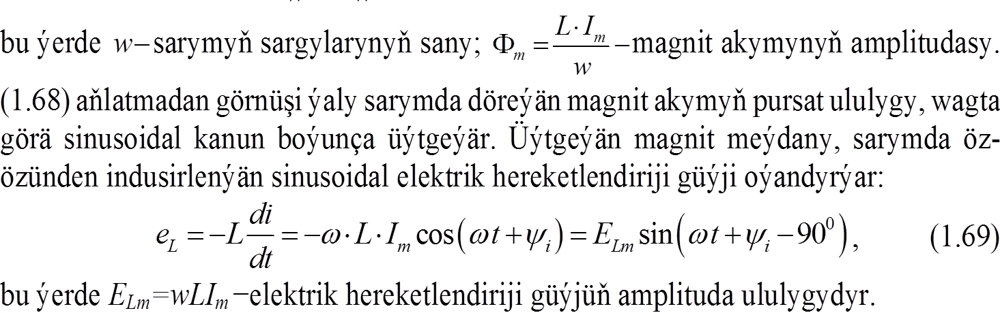 bu ýerde w–sarymyň sargylarynyň sany; Φₘ = (L·Iₘ)/w –magnit akymynyň amplitudasy.
(1.68) aňlatmadan görnüşi ýaly sarymda döreýän magnit akymyň pursat ululygy, wagta
görä sinusoidal kanun boýunça üýtgeýär. Üýtgeýän magnit meýdany, sarymda öz-
özünden indusirlenýän sinusoidal elektrik hereketlendiriji güýji oýandyrýar:
e_L = −L di/dt = −ω·L·Iₘ cos(ωt+ψᵢ) = E_Lm sin(ωt+ψᵢ−90⁰), (1.69)
bu ýerde E_Lm=wLIₘ –elektrik hereketlendiriji güýjüň amplituda ululygydyr.